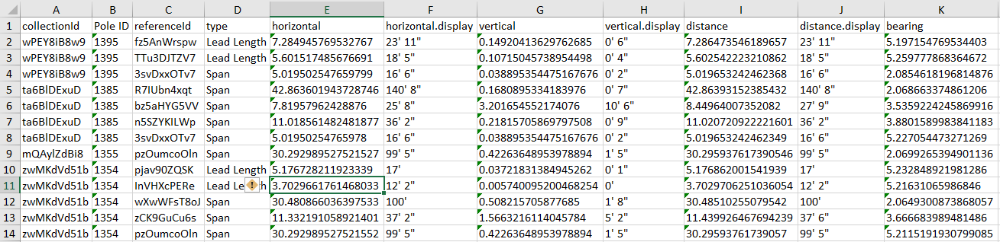 A B C D E F G H I J K
1 collectionId Pole ID referenceId type horizontal horizontal.display vertical vertical.display distance distance.display bearing
2 wPEY8iB8w9 1395 fz5AnWrspw Lead Length 7.284945769532767 23' 11" 0.14920413629762685 0' 6" 7.286473546189657 23' 11" 5.197154769534403
3 wPEY8iB8w9 1395 TTu3DJTZV7 Lead Length 5.601517485676691 18' 5" 0.10715045738954498 0' 4" 5.602542223210862 18' 5" 5.259777868364672
4 wPEY8iB8w9 1395 3svDxxOTv7 Span 5.019502547659799 16' 6" 0.038895354475167676 0' 2" 5.019653242462368 16' 6" 2.0854618196814876
5 ta6BlDExuD 1385 R7IUbn4xqt Span 42.863601943728746 140' 8" 0.1680895334183976 0' 7" 42.86393152385432 140' 8" 2.068663374861206
6 ta6BlDExuD 1385 bz5aHYG5VV Span 7.81957962428876 25' 8" 3.201654552174076 10' 6" 8.44964007352082 27' 9" 3.5359224245869916
7 ta6BlDExuD 1385 n5SZYKILWp Span 11.018561482481877 36' 2" 0.21815705869797508 0' 9" 11.020720922221601 36' 2" 3.8801589983841183
8 ta6BlDExuD 1385 3svDxxOTv7 Span 5.01950254765978 16' 6" 0.038895354475167676 0' 2" 5.019653242462349 16' 6" 5.227054473271269
9 mQAylZdBi8 1355 pzOumcoOln Span 30.292989527521527 99' 5" 0.42263648953978894 1' 5" 30.295937617390546 99' 5" 2.0699265394901136
10 zwMKdVd51b 1354 pjav90ZQSK Lead Length 5.176728211923339 17' 0.03721831384945262 0' 1" 5.176862001541939 17' 5.232848921981286
11 zwMKdVd51b 1354 InVHXcPERe Lead Le h 3.7029661761468033 12' 2" 0.005740095200468254 0' 3.7029706251036054 12' 2" 5.21631065986846
12 zwMKdVd51b 1354 wXwWFsT8oJ Span 30.480866036397533 100' 0.508215705877685 1' 8" 30.48510255079542 100' 2.0649300873868057
13 zwMKdVd51b 1354 zCK9GuCu6s Span 11.332191058921401 37' 2" 1.5663216114045784 5' 2" 11.439926467694239 37' 6" 3.666683989481486
14 zwMKdVd51b 1354 pzOumcoOln Span 30.292989527521552 99' 5" 0.42263648953978894 1' 5" 30.29593761739057 99' 5" 5.2115191930799085